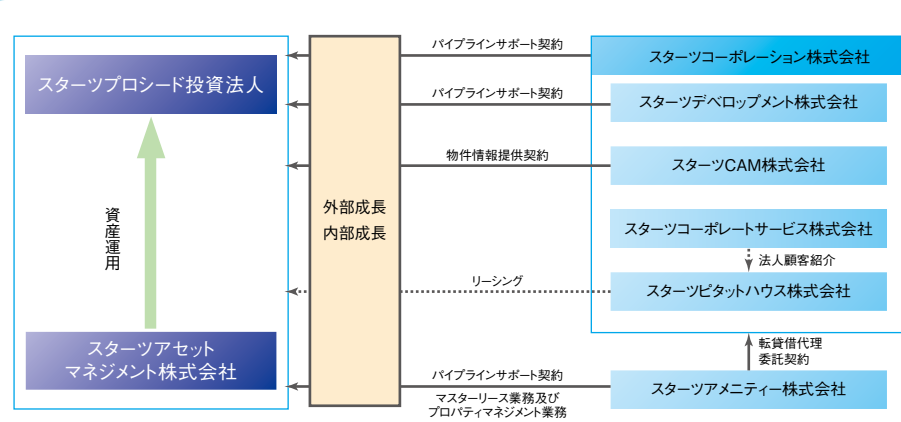 スターツプロシード投資法人
資産運用
スターツアセット
マネジメント株式会社
外部成長
内部成長
パイプラインサポート契約
パイプラインサポート契約
物件情報提供契約
リーシング
パイプラインサポート契約
マスターリース業務及び
プロパティマネジメント業務
スターツコーポレーション株式会社
スターツデベロップメント株式会社
スターツCAM株式会社
スターツコーポレートサービス株式会社
法人顧客紹介
スターツピタットハウス株式会社
転貸借代理
委託契約
スターツアメニティー株式会社